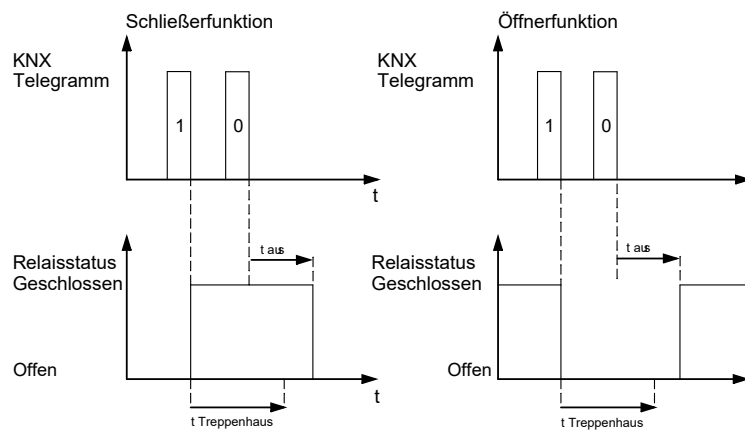 Schließerfunktion
KNX
Telegramm
1
0
t
Relaisstatus
Geschlossen
t aus
Offen
t
t Treppenhaus
Öffnerfunktion
KNX
Telegramm
1
0
Relaisstatus
Geschlossen
t aus
Offen
t Treppenhaus